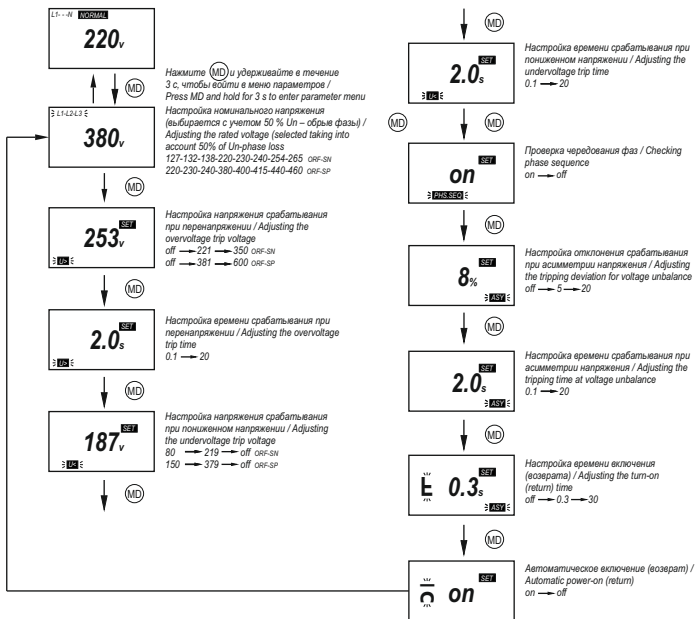 L1- - -N NORMAL
220v
MD
Нажмите MD и удерживайте в течение
3 с, чтобы войти в меню параметров /
Press MD and hold for 3 s to enter parameter menu
L1-L2-L3
380v
Настройка номинального напряжения
(выбирается с учетом 50 % Un – обрыв фазы) /
Adjusting the rated voltage (selected taking into
account 50% of Un-phase loss
127-132-138-220-230-240-254-265 ORF-SN
220-230-240-380-400-415-440-460 ORF-SP
MD
SET
253v
U>
Настройка напряжения срабатывания
при перенапряжении / Adjusting the
overvoltage trip voltage
off → 221 → 350 ORF-SN
off → 381 → 600 ORF-SP
MD
SET
2.0s
U>
Настройка времени срабатывания при
перенапряжении / Adjusting the overvoltage
trip time
0.1 → 20
MD
SET
187v
U<
Настройка напряжения срабатывания
при пониженном напряжении / Adjusting
the undervoltage trip voltage
80 → 219 → off ORF-SN
150 → 379 → off ORF-SP
MD
MD
SET
2.0s
U<
Настройка времени срабатывания при
пониженном напряжении / Adjusting the
undervoltage trip time
0.1 → 20
MD
MD
SET
on
PHS.SEQ
Проверка чередования фаз / Checking
phase sequence
on → off
MD
SET
8%
ASY
Настройка отклонения срабатывания
при асимметрии напряжения / Adjusting
the tripping deviation for voltage unbalance
off → 5 → 20
MD
SET
2.0s
ASY
Настройка времени срабатывания при
асимметрии напряжения / Adjusting the
tripping time at voltage unbalance
0.1 → 20
MD
SET
0.3s
ASY
Настройка времени включения
(возврата) / Adjusting the turn-on
(return) time
off → 0.3 → 30
MD
SET
on
Автоматическое включение (возврат) /
Automatic power-on (return)
on → off